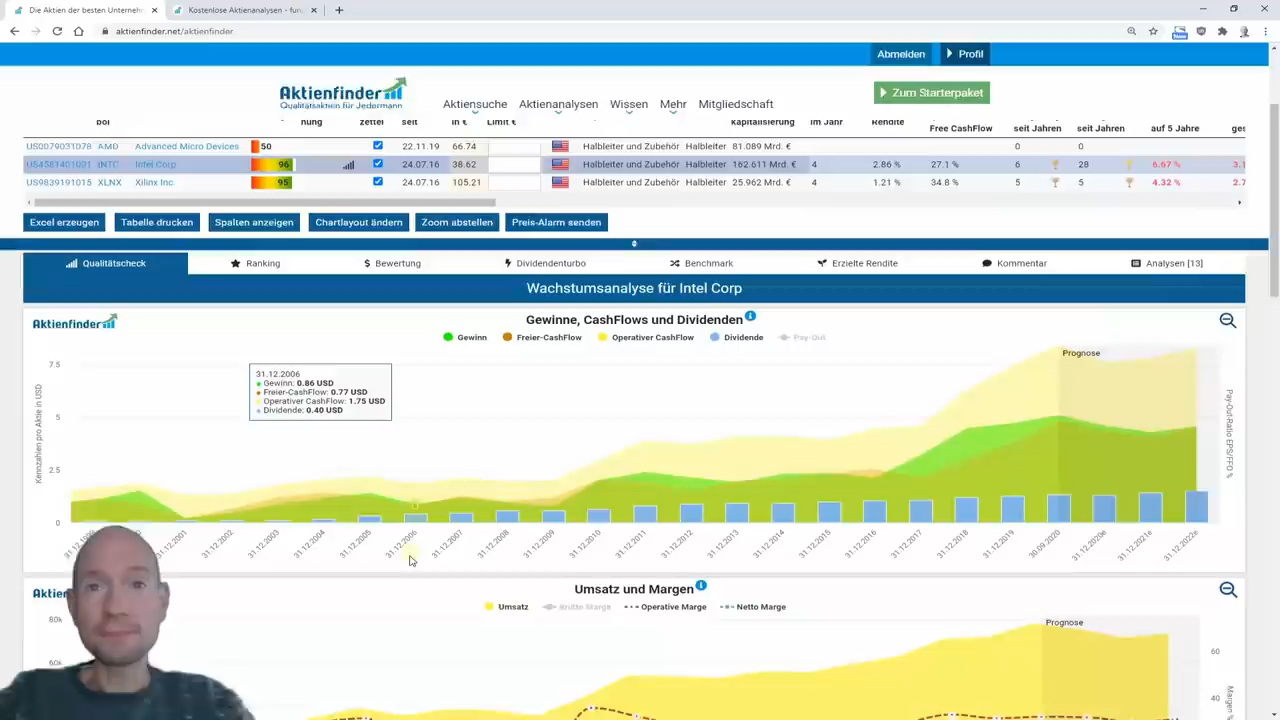 Die Aktien der besten Unternehm
Kostenlose Aktienanalysen - fun
aktienfinder.net/aktienfinder
Abmelden Profil
Aktienfinder
Qualitätsaktien für Jedermann
Aktiensuche Aktienanalysen Wissen Mehr Mitgliedschaft
Zum Starterpaket
bol nung zettel seit in € Limit € kapitalisierung im Jahr Rendite Free CashFlow seit Jahren seit Jahren auf 5 Jahre ges
US0079031078 AMD Advanced Micro Devices 50 22.11.19 66.74 Halbleiter und Zubehör Halbleiter 81.089 Mrd. € 0 0
US4581401001 INTC Intel Corp 96 24.07.16 38.62 Halbleiter und Zubehör Halbleiter 162.611 Mrd. € 4 2.86 % 27.1 % 6 28 6.67 % 3.1
US9839191015 XLNX Xilinx Inc 95 24.07.16 105.21 Halbleiter und Zubehör Halbleiter 25.962 Mrd. € 4 1.21 % 34.8 % 5 5 4.32 % 2.7
Excel erzeugen Tabelle drucken Spalten anzeigen Chartlayout ändern Zoom abstellen Preis-Alarm senden
Qualitätscheck Ranking Bewertung Dividendenturbo Benchmark Erzielte Rendite Kommentar Analysen [13]
Wachstumsanalyse für Intel Corp
Aktienfinder
Gewinne, CashFlows und Dividenden
Gewinn Freier-CashFlow Operativer CashFlow Dividende Pay-Out
Prognose
31.12.2006
Gewinn: 0.86 USD
Freier-CashFlow: 0.77 USD
Operativer CashFlow: 1.75 USD
Dividende: 0.40 USD
7.5
5
2.5
0
Kennzahlen pro Aktie in USD
Pay-Out-Ratio EPS/FFO %
31.12.2001 31.12.2002 31.12.2003 31.12.2004 31.12.2005 31.12.2006 31.12.2007 31.12.2008 31.12.2009 31.12.2010 31.12.2011 31.12.2012 31.12.2013 31.12.2014 31.12.2015 31.12.2016 31.12.2017 31.12.2018 31.12.2019 30.09.2020 31.12.2020e 31.12.2021e 31.12.2022e
Aktien
Umsatz und Margen
Umsatz Brutto Marge Operative Marge Netto Marge
Prognose
80k
60k
60
40
Margen